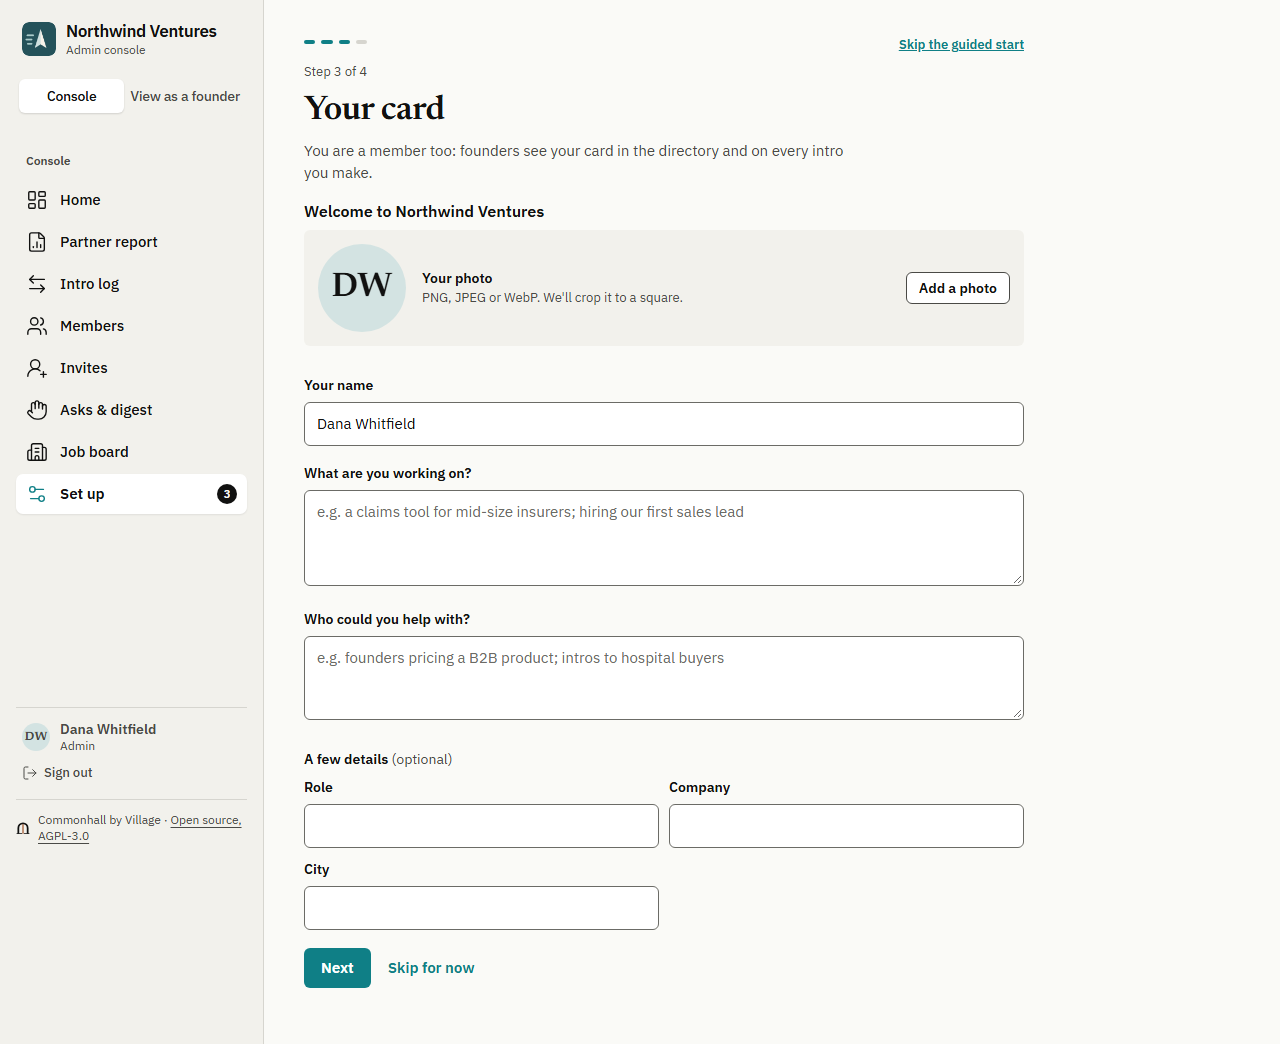 Northwind Ventures
Admin console
Console
View as a founder
Console
Home
Partner report
Intro log
Members
Invites
Asks & digest
Job board
Set up
3
DW
Dana Whitfield
Admin
Sign out
Commonhall by Village · Open source,
AGPL-3.0
Skip the guided start
Step 3 of 4
Your card
You are a member too: founders see your card in the directory and on every intro
you make.
Welcome to Northwind Ventures
DW
Your photo
PNG, JPEG or WebP. We'll crop it to a square.
Add a photo
Your name
Dana Whitfield
What are you working on?
e.g. a claims tool for mid-size insurers; hiring our first sales lead
Who could you help with?
e.g. founders pricing a B2B product; intros to hospital buyers
A few details (optional)
Role
Company
City
Next
Skip for now